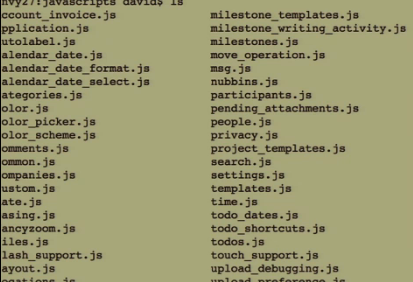 nvy27:javascripts david$ ls
ccount_invoice.js milestone_templates.js
pplication.js milestone_writing_activity.js
utolabel.js milestones.js
alendar_date.js move_operation.js
alendar_date_format.js msg.js
alendar_date_select.js nubbins.js
ategories.js participants.js
olor.js pending_attachments.js
olor_picker.js people.js
olor_scheme.js privacy.js
omments.js project_templates.js
ommon.js search.js
ompanies.js settings.js
ustom.js templates.js
ate.js time.js
asing.js todo_dates.js
ancyzoom.js todo_shortcuts.js
iles.js todos.js
lash_support.js touch_support.js
ayout.js upload_debugging.js
ocations.js upload_preference.js